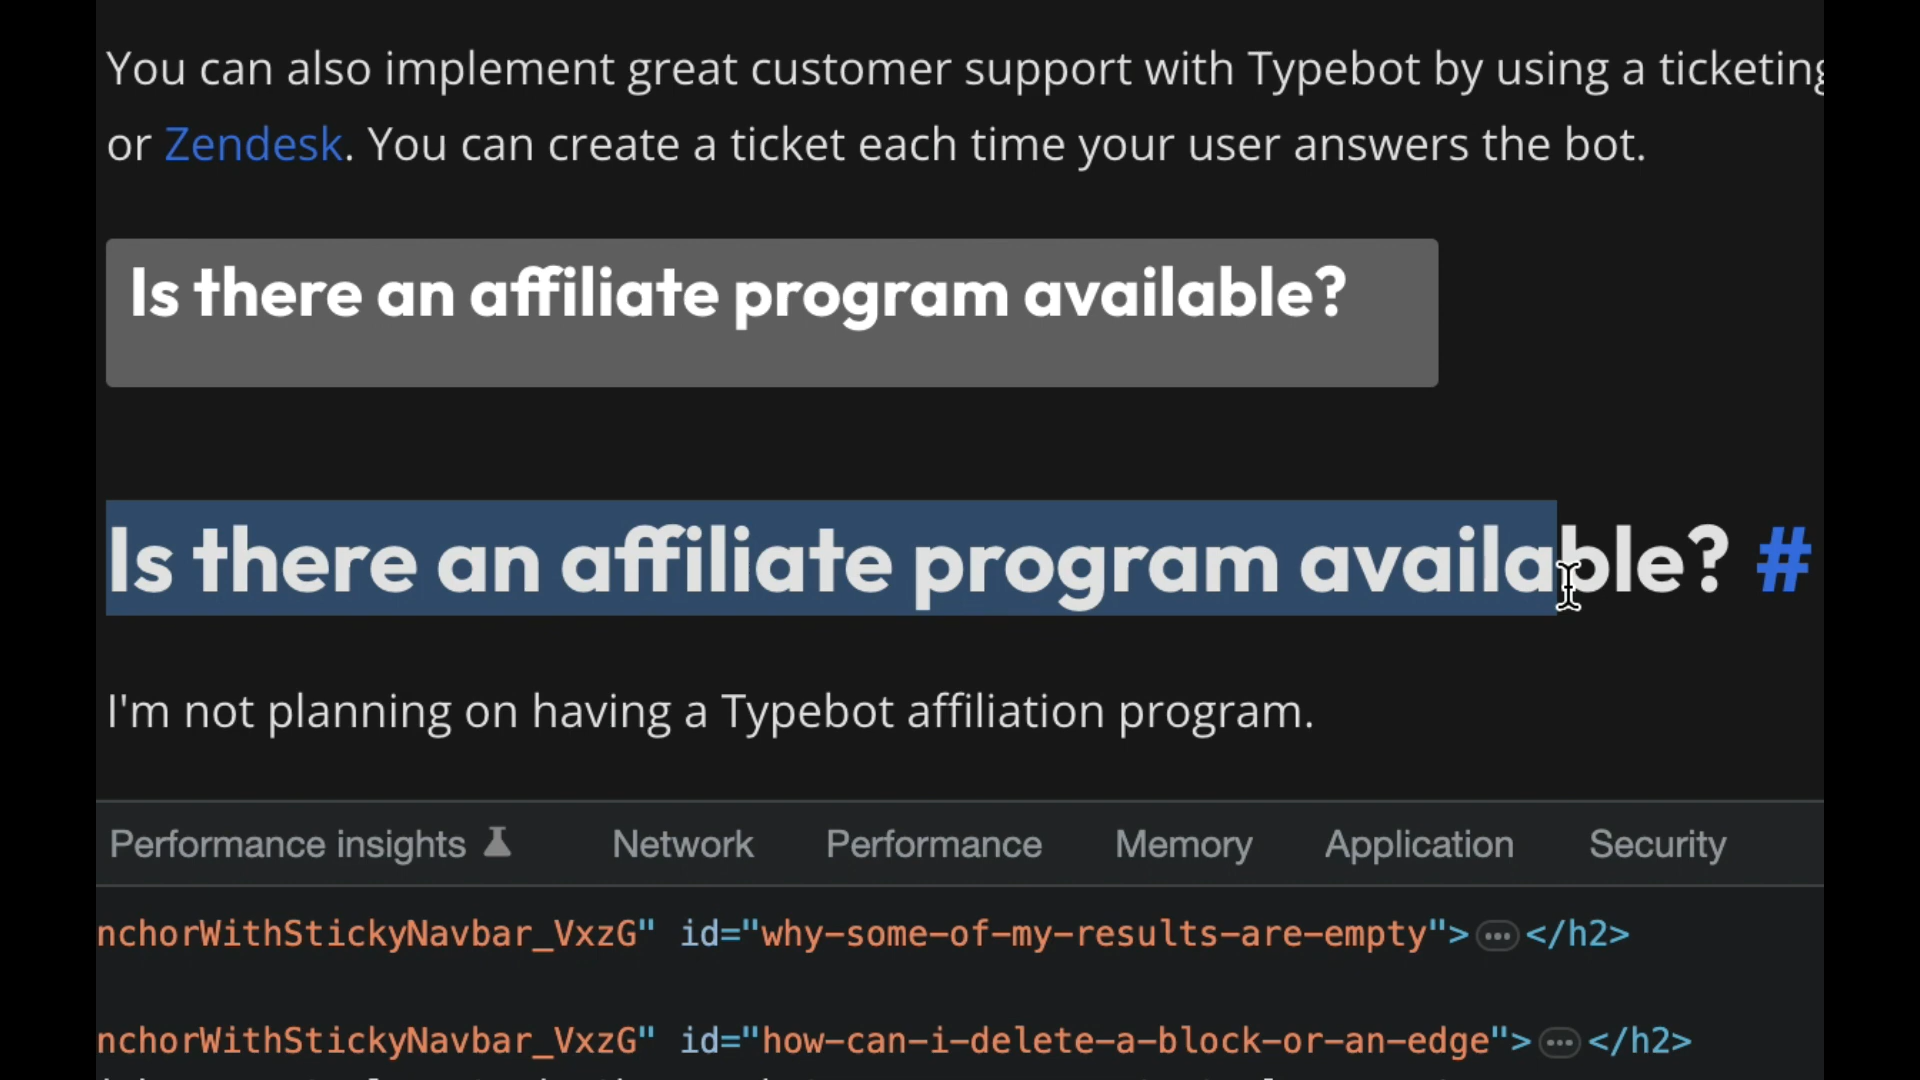 You can also implement great customer support with Typebot by using a ticketing
or Zendesk. You can create a ticket each time your user answers the bot.
Is there an affiliate program available?
Is there an affiliate program available? #
I'm not planning on having a Typebot affiliation program.
Performance insights Network Performance Memory Application Security
nchorWithStickyNavbar_VxzG" id="why-some-of-my-results-are-empty">…</h2>
nchorWithStickyNavbar_VxzG" id="how-can-i-delete-a-block-or-an-edge">…</h2>